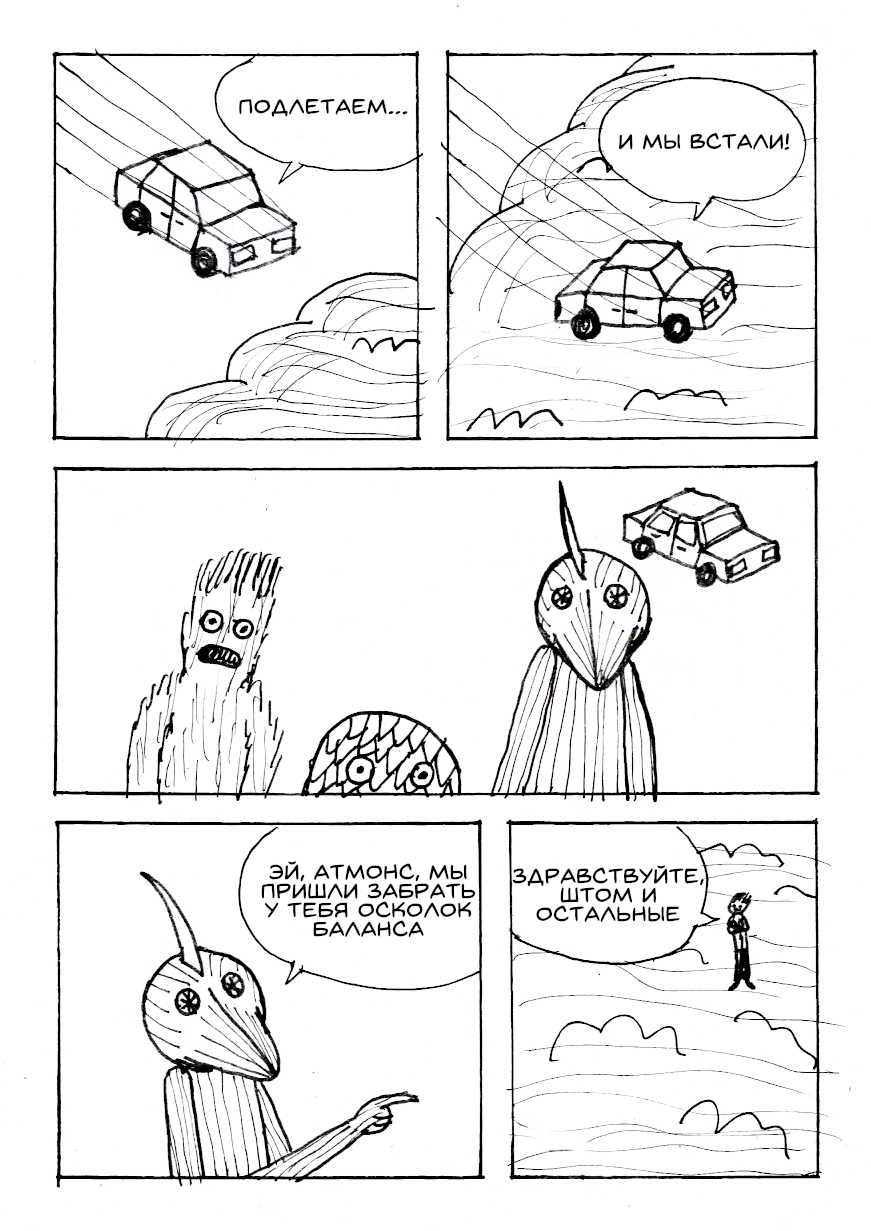 ПОДЛЕТАЕМ...
И МЫ ВСТАЛИ!
ЭЙ, АТМОНС, МЫ
ПРИШЛИ ЗАБРАТЬ
У ТЕБЯ ОСКОЛОК
БАЛАНСА
ЗДРАВСТВУЙТЕ,
ШТОМ И
ОСТАЛЬНЫЕ